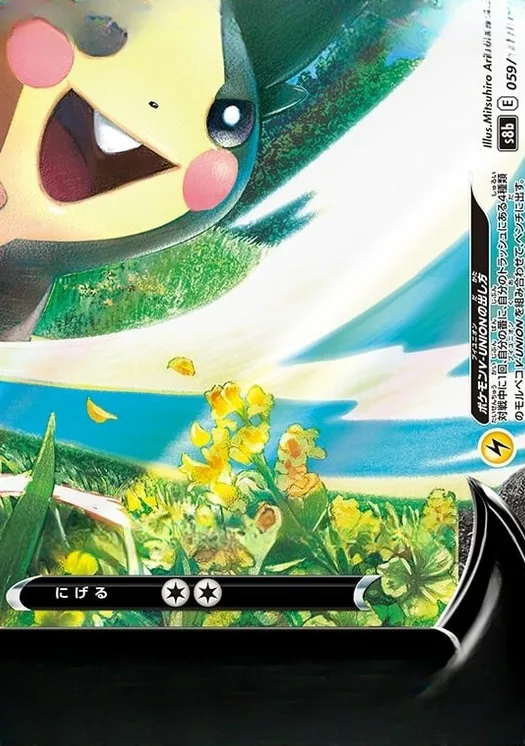 にげる
ポケモンV-UNIONの出し方
対戦中に1回、自分の番に、自分のトラッシュにある4種類
のモルペコV-UNIONを組み合わせて、ベンチに出す。
s8b E 059/
Illus.Mitsuhiro